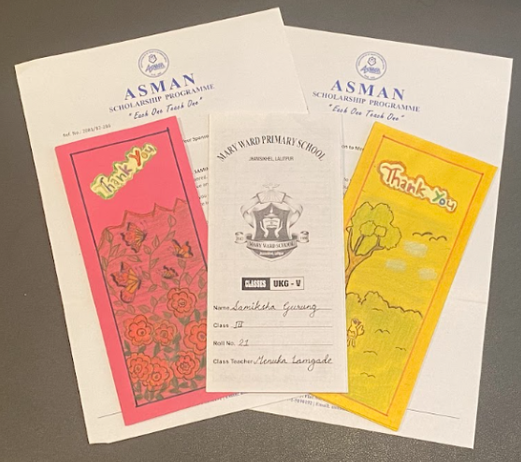 ASMAN
SCHOLARSHIP PROGRAMME
"Each One Teach One"
ASMAN
SCHOLARSHIP PROGRAMME
"Each One Teach One"
Thank You
MARY WARD PRIMARY SCHOOL
MARY WARD SCHOOL
CLASSES UKG - V
Name Samiksha Gurung
Class III
Roll No. 21
Class Teacher Menuka Lamgade
Thank You